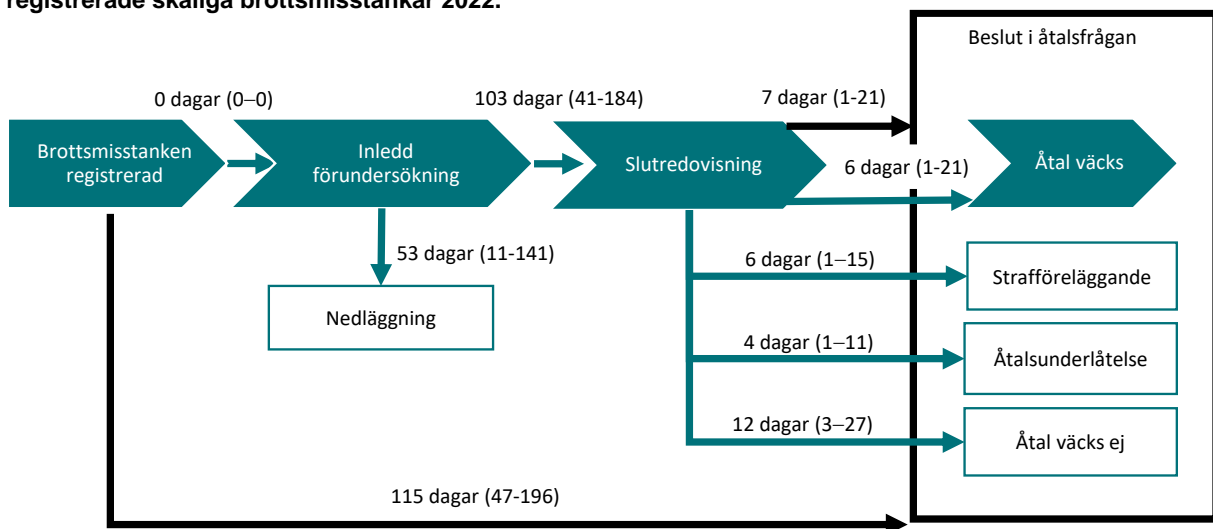 registrerade skäliga brottsmisstankar 2022.
Beslut i åtalsfrågan
0 dagar (0–0)
103 dagar (41-184)
7 dagar (1-21)
Brottsmisstanken
registrerad
Inledd
förundersökning
Slutredovisning
6 dagar (1-21)
Åtal väcks
53 dagar (11-141)
Nedläggning
6 dagar (1–15)
Strafföreläggande
4 dagar (1–11)
Åtalsunderlåtelse
12 dagar (3–27)
Åtal väcks ej
115 dagar (47-196)